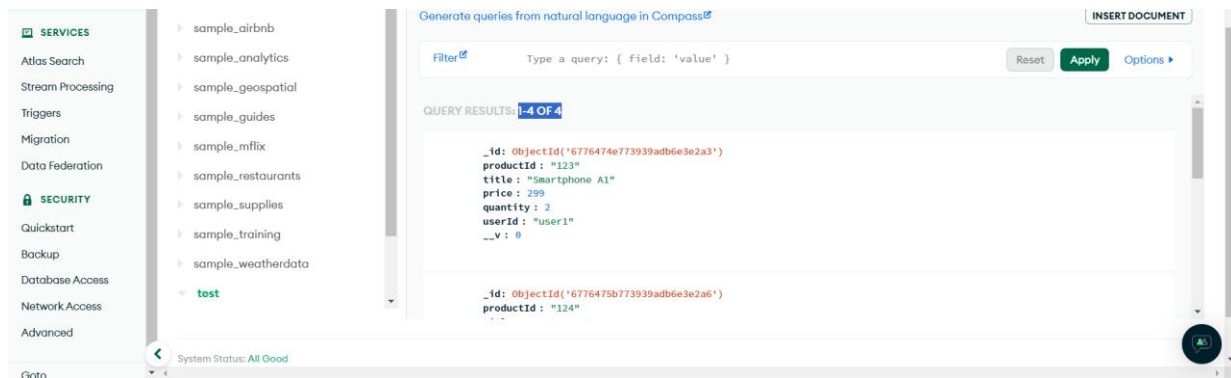 SERVICES
Atlas Search
Stream Processing
Triggers
Migration
Data Federation
SECURITY
Quickstart
Backup
Database Access
Network Access
Advanced
Goto
sample_airbnb
sample_analytics
sample_geospatial
sample_guides
sample_mflix
sample_restaurants
sample_supplies
sample_training
sample_weatherdata
test
Generate queries from natural language in Compass
INSERT DOCUMENT
Filter Type a query: { field: 'value' } Reset Apply Options
QUERY RESULTS: 1-4 OF 4
_id: ObjectId('6776474e773939adb6e3e2a3')
productId : "123"
title : "Smartphone A1"
price : 299
quantity : 2
userId : "user1"
__v : 0
_id: ObjectId('6776475b773939adb6e3e2a6')
productId : "124"
System Status: All Good